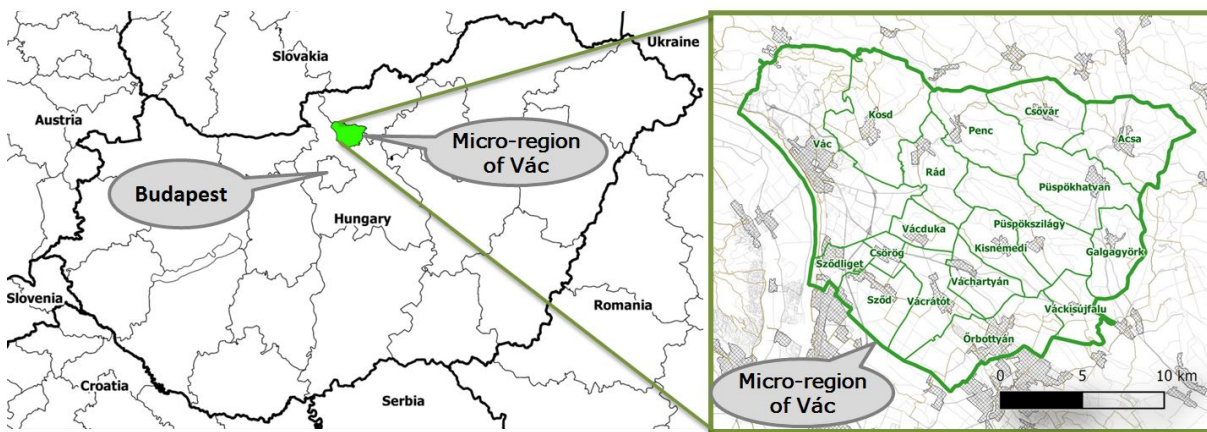 Slovakia
Ukraine
Austria
Micro-region
of Vác
Budapest
Hungary
Slovenia
Romania
Croatia
Serbia
Kosd
Csővár
Penc
Acsa
Vác
Rád
Püspökhatvan
Püspökszilágy
Vácduka
Kisnémedi
Galgagyörk
Csörög
Sződliget
Váchartyán
Sződ
Vácrátót
Váckisújfalu
Őrbottyán
Micro-region
of Vác
0 5 10 km